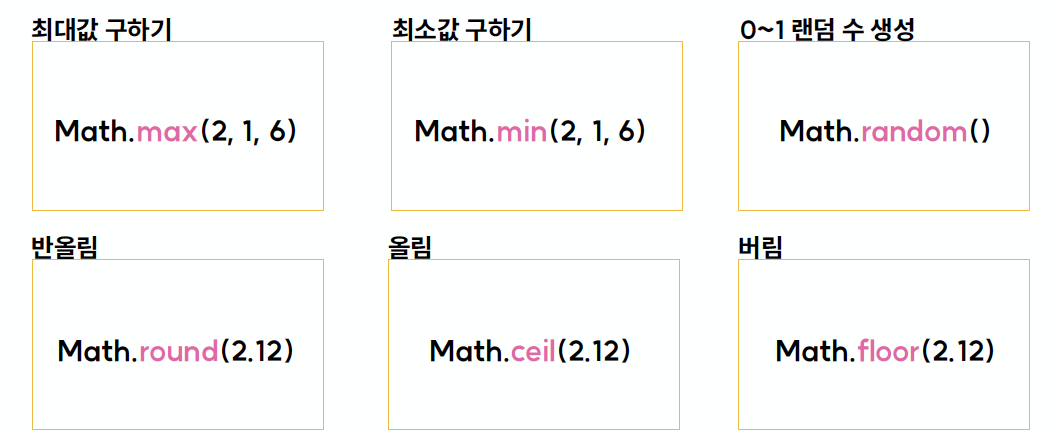 최대값 구하기
최소값 구하기
0~1 랜덤 수 생성
Math.max(2, 1, 6)
Math.min(2, 1, 6)
Math.random()
반올림
올림
버림
Math.round(2.12)
Math.ceil(2.12)
Math.floor(2.12)